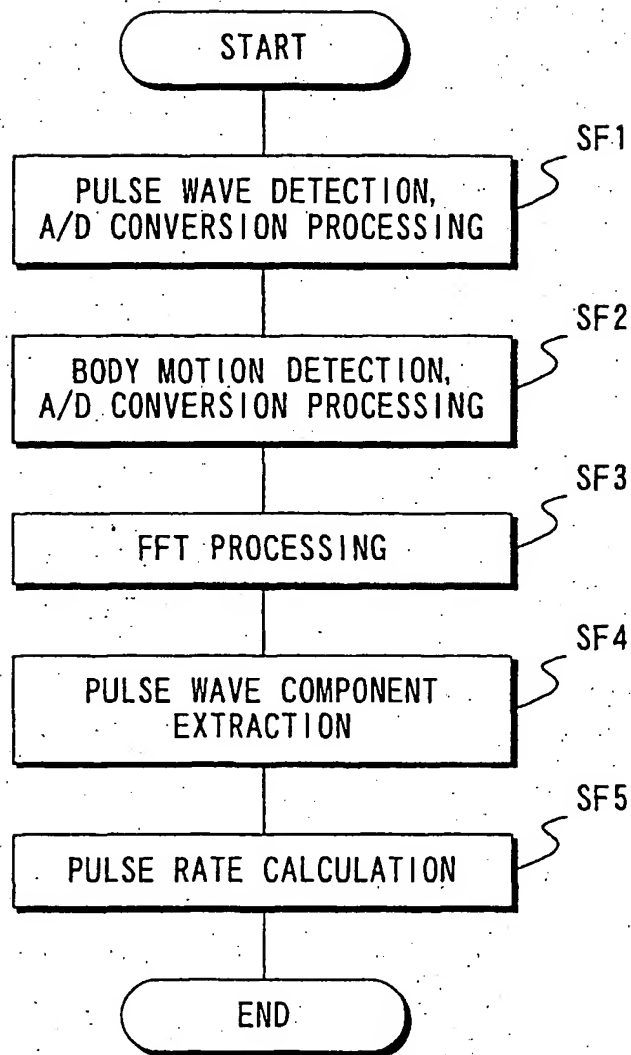 START
SF1
PULSE WAVE DETECTION,
A/D CONVERSION PROCESSING
SF2
BODY MOTION DETECTION,
A/D CONVERSION PROCESSING
SF3
FFT PROCESSING
SF4
PULSE WAVE COMPONENT
EXTRACTION
SF5
PULSE RATE CALCULATION
END